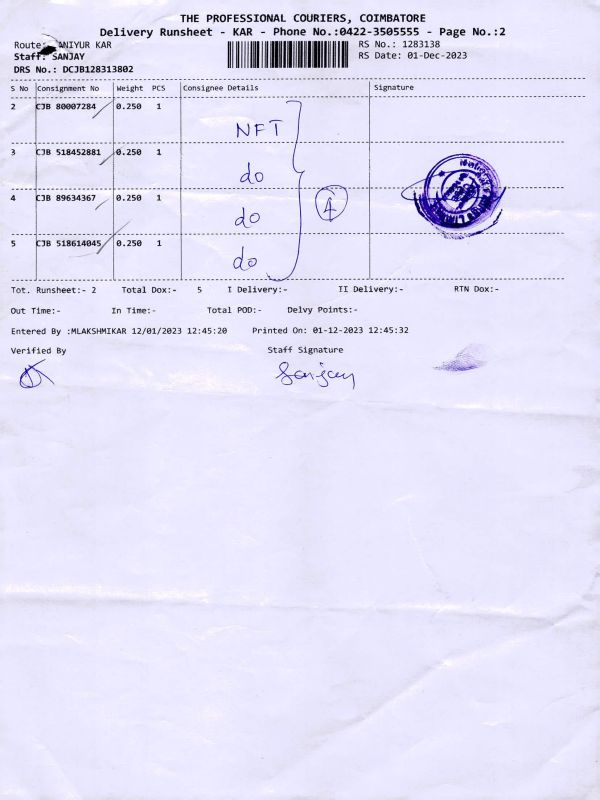 THE PROFESSIONAL COURIERS, COIMBATORE
Delivery Runsheet - KAR - Phone No.:0422-3505555 - Page No.:2
Route: ANIYUR KAR
RS No.: 1283138
Staff: SANJAY
RS Date: 01-Dec-2023
DRS No.: DCJB128313802
S No Consignment No Weight PCS Consignee Details Signature
2 CJB 80007284 0.250 1
NFT
3 CJB 518452881 0.250 1
do
4 CJB 89634367 0.250 1
do
5 CJB 518614045 0.250 1
do
Tot. Runsheet:- 2 Total Dox:- 5 I Delivery:- II Delivery:- RTN Dox:-
Out Time:- In Time:- Total POD:- Delvy Points:-
Entered By :MLAKSHMIKAR 12/01/2023 12:45:20 Printed On: 01-12-2023 12:45:32
Verified By Staff Signature
Sanjay